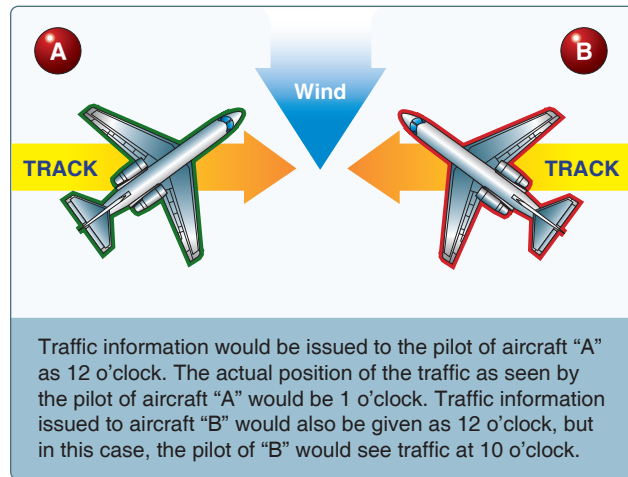 A
B
Wind
TRACK
TRACK
Traffic information would be issued to the pilot of aircraft “A”
as 12 o’clock. The actual position of the traffic as seen by
the pilot of aircraft “A” would be 1 o’clock. Traffic information
issued to aircraft “B” would also be given as 12 o’clock, but
in this case, the pilot of “B” would see traffic at 10 o’clock.